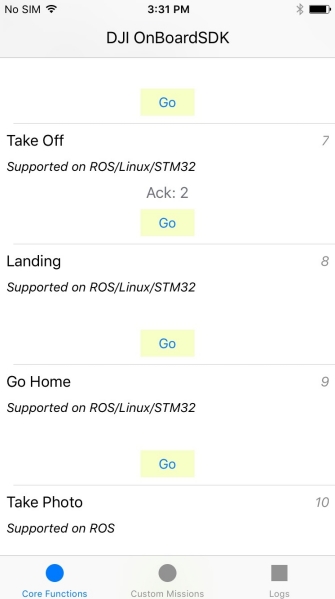 No SIM 3:31 PM
DJI OnBoardSDK
Go
Take Off 7
Supported on ROS/Linux/STM32
Ack: 2
Go
Landing 8
Supported on ROS/Linux/STM32
Go
Go Home 9
Supported on ROS/Linux/STM32
Go
Take Photo 10
Supported on ROS
Core Functions Custom Missions Logs